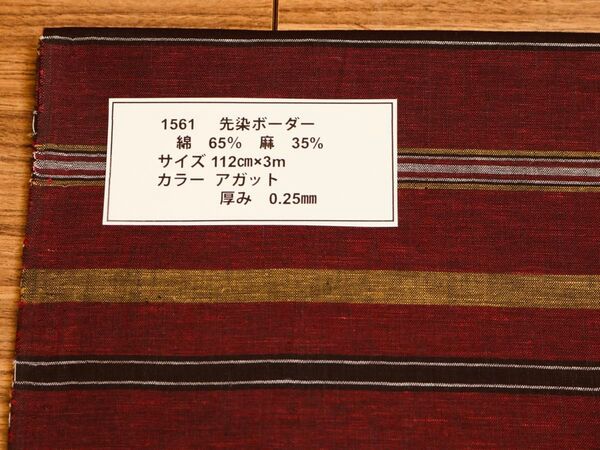 1561 先染ボーダー
綿 65% 麻 35%
サイズ 112㎝×3m
カラー アガット
厚み 0.25㎜